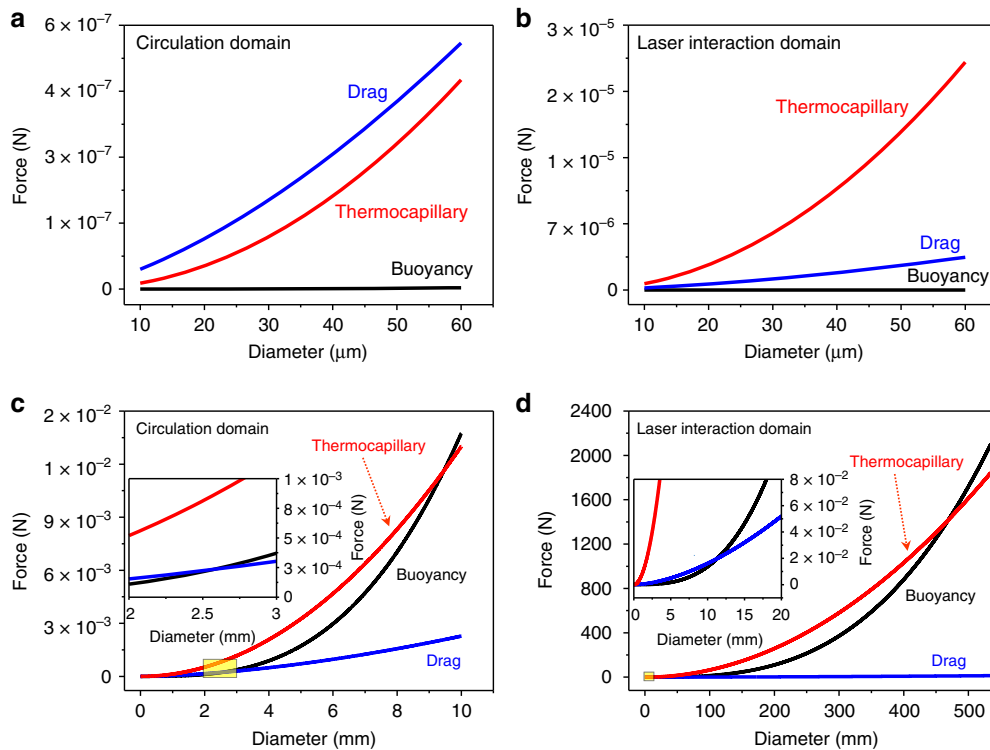 a
Circulation domain
6 × 10⁻⁷
4 × 10⁻⁷
3 × 10⁻⁷
1 × 10⁻⁷
0
Force (N)
Drag
Thermocapillary
Buoyancy
10 20 30 40 50 60
Diameter (μm)
b
Laser interaction domain
3 × 10⁻⁵
2 × 10⁻⁵
1 × 10⁻⁵
7 × 10⁻⁶
0
Force (N)
Thermocapillary
Drag
Buoyancy
10 20 30 40 50 60
Diameter (μm)
c
Circulation domain
2 × 10⁻²
1 × 10⁻²
9 × 10⁻³
6 × 10⁻³
3 × 10⁻³
0
Force (N)
Thermocapillary
Buoyancy
Drag
1 × 10⁻³
8 × 10⁻⁴
5 × 10⁻⁴
3 × 10⁻⁴
0
Force (N)
2 2.5 3
Diameter (mm)
0 2 4 6 8 10
Diameter (mm)
d
Laser interaction domain
2400
2000
1600
1200
800
400
0
Force (N)
Thermocapillary
Buoyancy
Drag
8 × 10⁻²
6 × 10⁻²
4 × 10⁻²
2 × 10⁻²
0
Force (N)
0 5 10 15 20
Diameter (mm)
0 100 200 300 400 500
Diameter (mm)